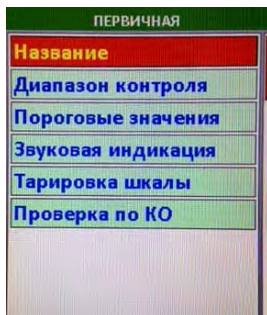 ПЕРВИЧНАЯ
Название
Диапазон контроля
Пороговые значения
Звуковая индикация
Тарировка шкалы
Проверка по КО